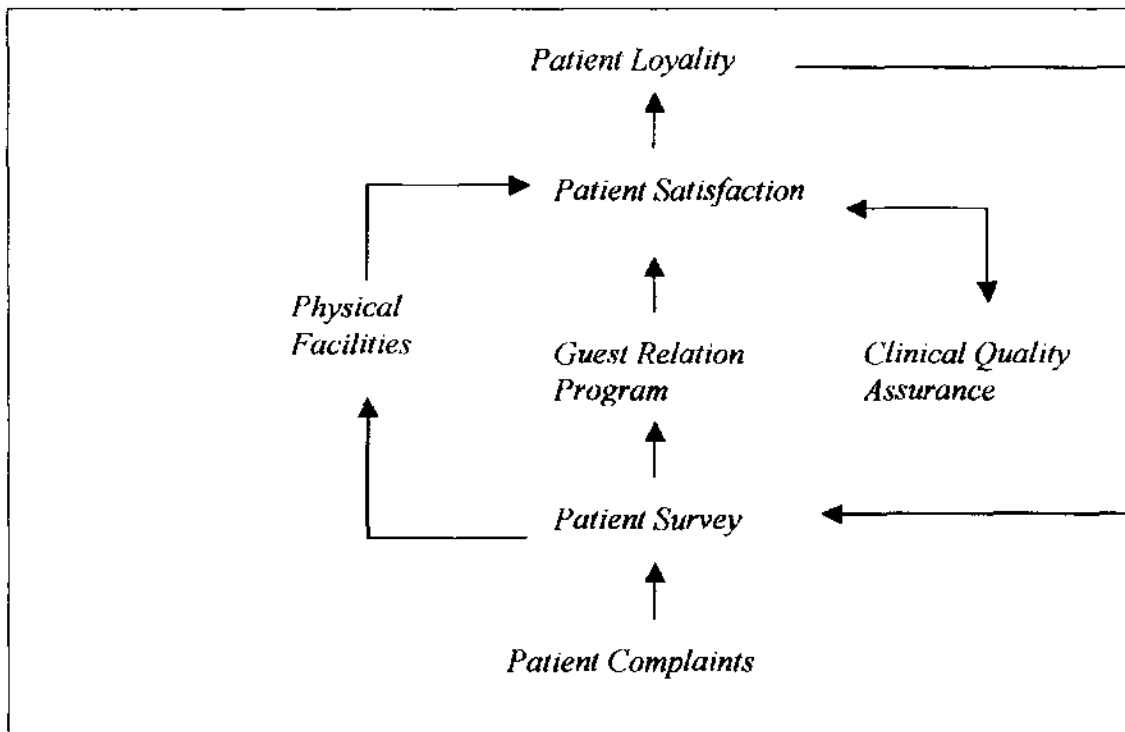 Patient Loyality
Patient Satisfaction
Physical
Facilities
Guest Relation
Program
Clinical Quality
Assurance
Patient Survey
Patient Complaints